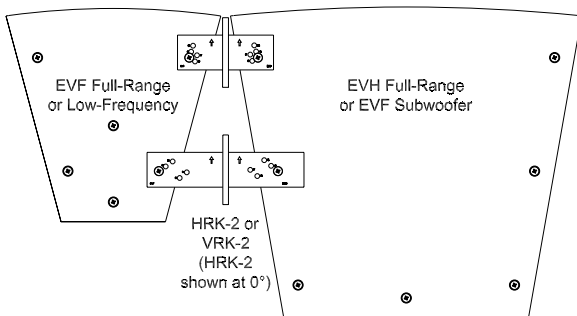 EVF Full-Range
or Low-Frequency
EVH Full-Range
or EVF Subwoofer
HRK-2 or
VRK-2
(HRK-2
shown at 0°)